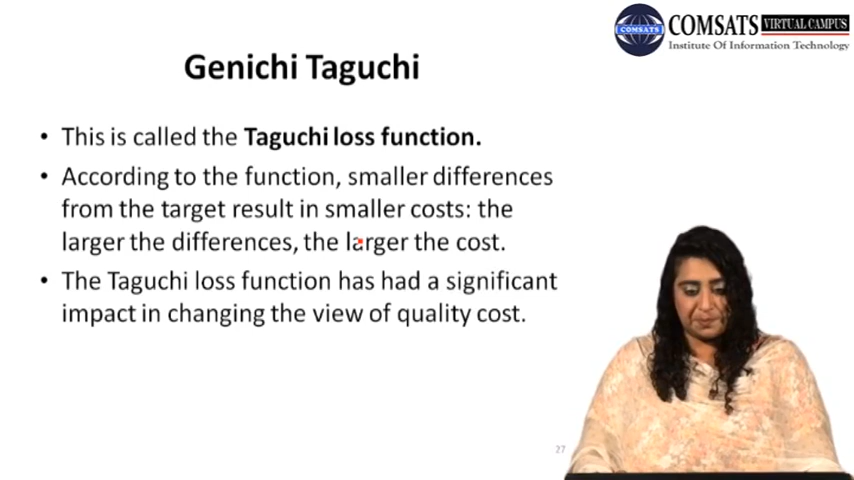 COMSATS VIRTUAL CAMPUS
COMSATS
Institute Of Information Technology
Genichi Taguchi
• This is called the Taguchi loss function.
• According to the function, smaller differences
from the target result in smaller costs: the
larger the differences, the larger the cost.
• The Taguchi loss function has had a significant
impact in changing the view of quality cost.
27